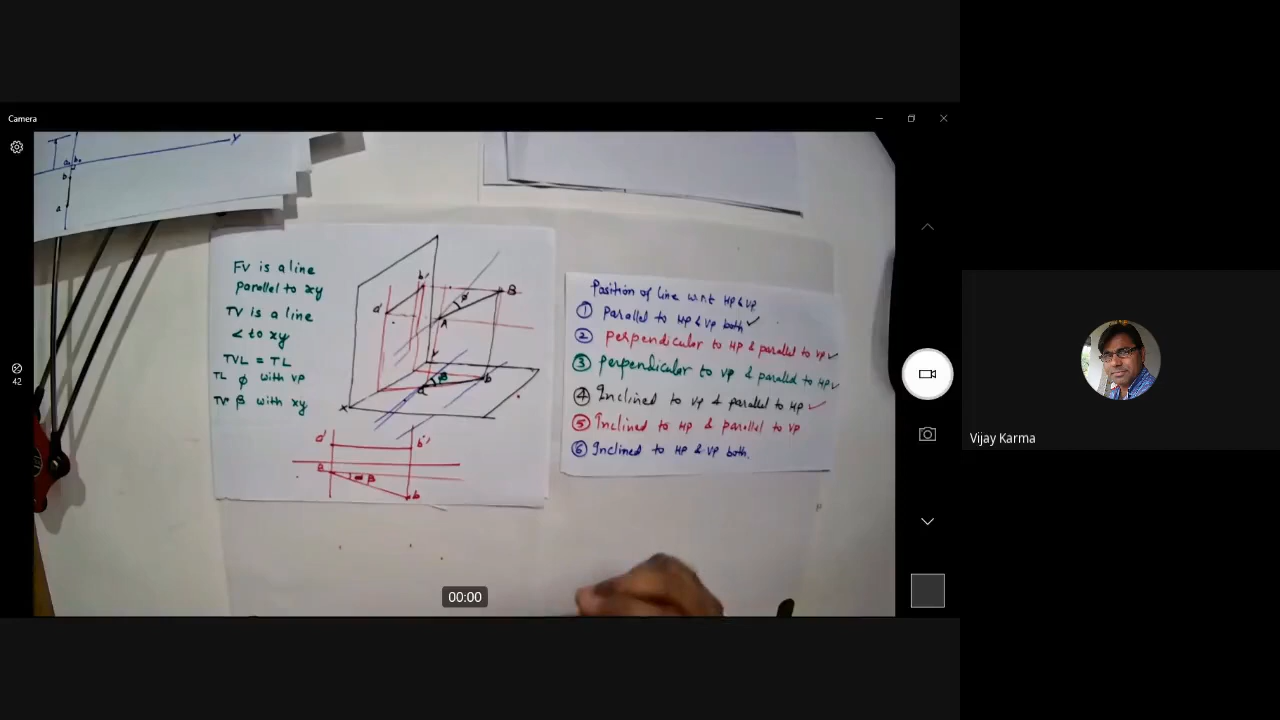 Camera
Y
FV is a line
parallel to xy
TV is a line
< to xy
TVL = TL
TL ϕ with VP
TV β with xy
a'
b'
B
ϕ
A
Y
β
a
b
X
a'
b'
a
β
b
Position of line w.r.t HP & VP
① Parallel to HP & VP both ✓
② perpendicular to HP & parallel to VP ✓
③ perpendicular to VP & parallel to HP ✓
④ Inclined to VP & parallel to HP ✓
⑤ Inclined to HP & parallel to VP
⑥ Inclined to HP & VP both.
42
00:00
Vijay Karma